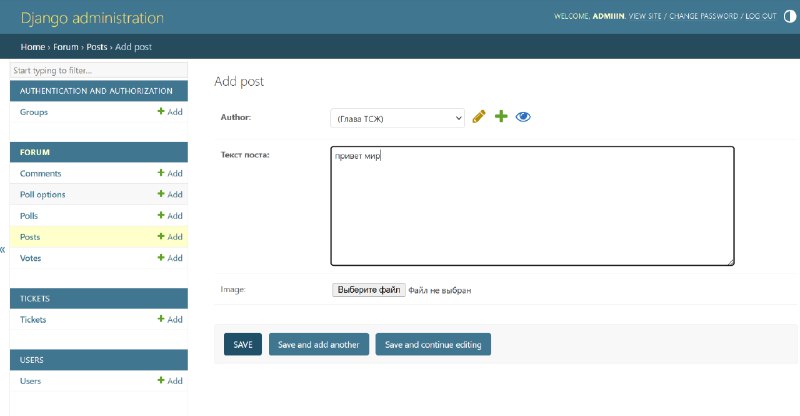 Django administration
WELCOME, ADMIIIN. VIEW SITE / CHANGE PASSWORD / LOG OUT
Home › Forum › Posts › Add post
Start typing to filter...
AUTHENTICATION AND AUTHORIZATION
Groups + Add
FORUM
Comments + Add
Poll options + Add
Polls + Add
Posts + Add
Votes + Add
TICKETS
Tickets + Add
USERS
Users + Add
«
Add post
Author: (Глава ТСЖ)
Текст поста: привет мир
Image: Выберите файл Файл не выбран
SAVE Save and add another Save and continue editing